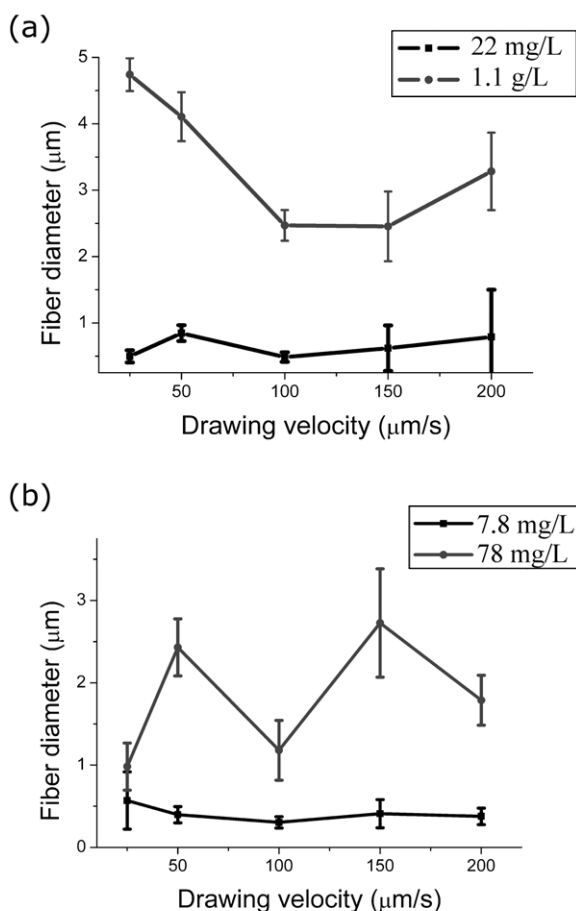 (a)
22 mg/L
1.1 g/L
5
4
3
2
1
Fiber diameter (μm)
50 100 150 200
Drawing velocity (μm/s)
(b)
7.8 mg/L
78 mg/L
3
2
1
0
Fiber diameter (μm)
50 100 150 200
Drawing velocity (μm/s)